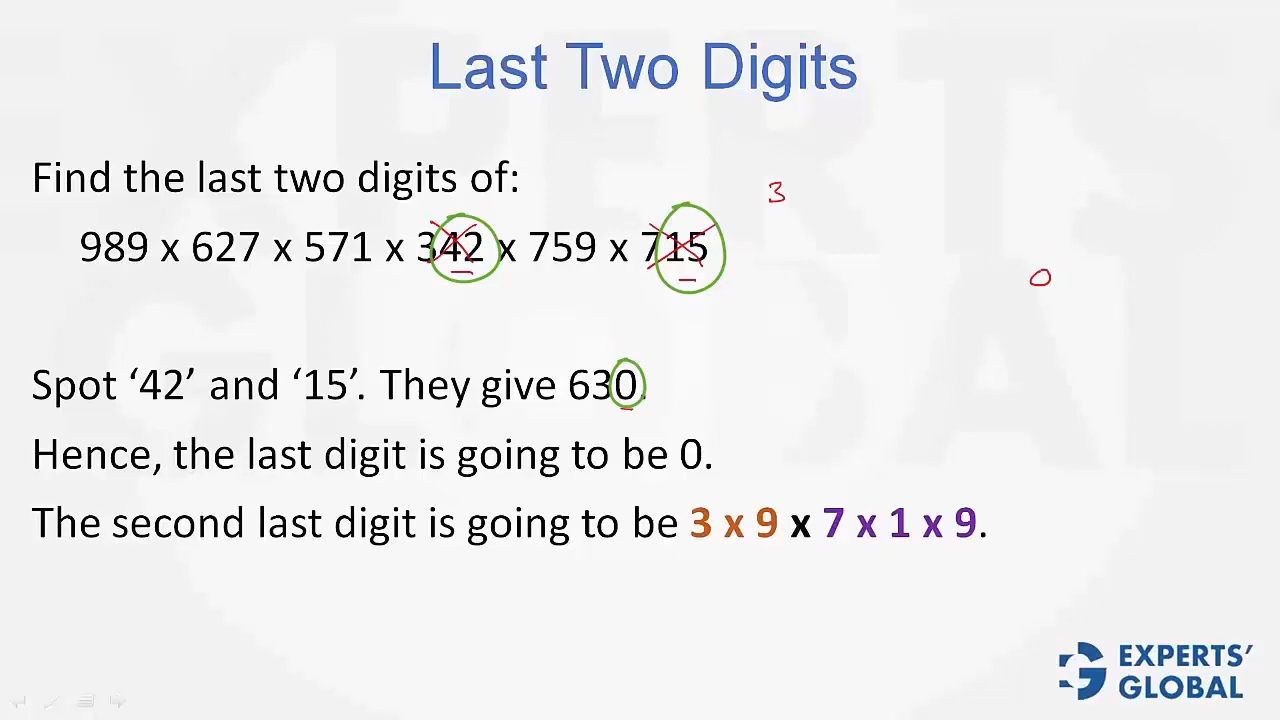 Last Two Digits
Find the last two digits of:
3
989 x 627 x 571 x 342 x 759 x 715
0
Spot ‘42’ and ‘15’. They give 630.
Hence, the last digit is going to be 0.
The second last digit is going to be 3 x 9 x 7 x 1 x 9.
EXPERTS’
GLOBAL